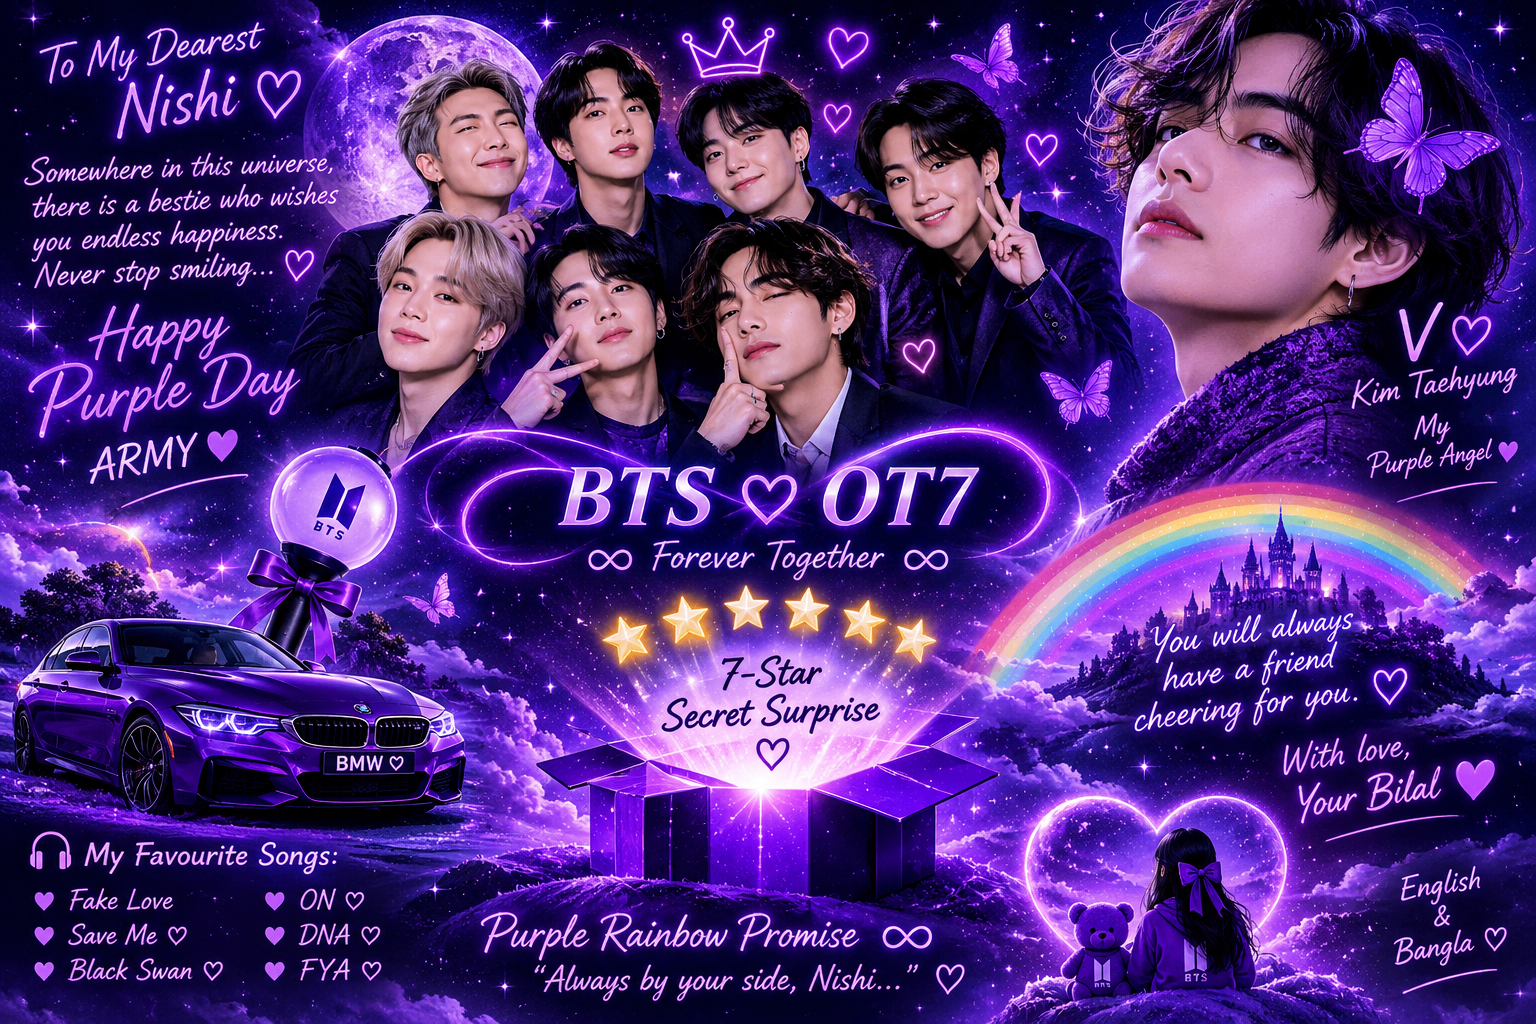 To My Dearest
Nishi ♡
Somewhere in this universe,
there is a bestie who wishes
you endless happiness.
Never stop smiling... ♡
Happy
Purple Day
ARMY 💜
BTS
V ♡
Kim Taehyung
My
Purple Angel 💜
BTS ♡ OT7
∞ Forever Together ∞
7-Star
Secret Surprise
♡
You will always
have a friend
cheering for you. ♡
With love,
Your Bilal 💜
BMW ♡
My Favourite Songs:
💜 Fake Love
💜 Save Me ♡
💜 Black Swan ♡
💜 ON ♡
💜 DNA ♡
💜 FYA ♡
Purple Rainbow Promise ∞
“Always by your side, Nishi...” ♡
BTS
BTS
English
&
Bangla ♡